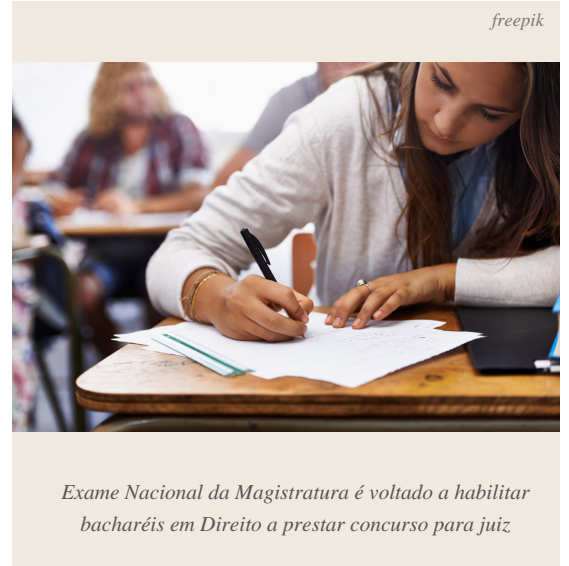 freepik
Exame Nacional da Magistratura é voltado a habilitar
bacharéis em Direito a prestar concurso para juiz